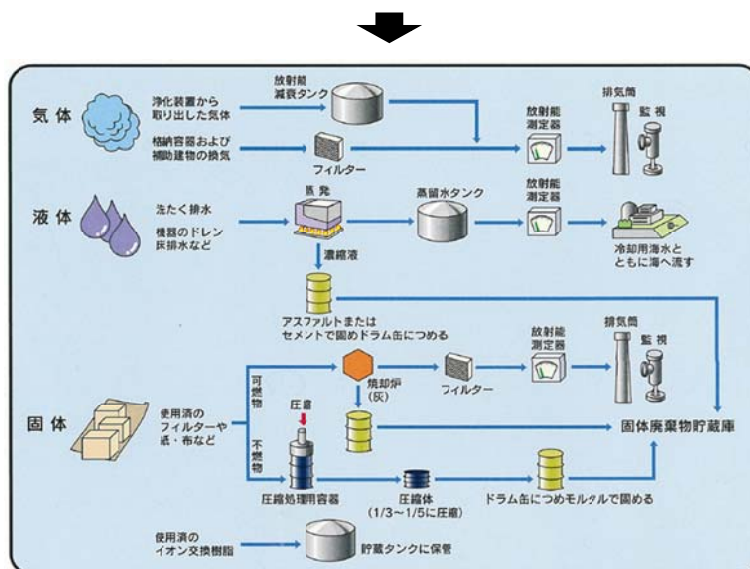 気体
浄化装置から
取り出した気体
放射能
減衰タンク
格納容器および
補助建物の換気
フィルター
放射能
測定器
排気筒
監視
液体
洗たく排水
機器のドレン
床排水など
蒸発
蒸留水タンク
放射能
測定器
冷却用海水と
ともに海へ流す
濃縮液
アスファルトまたは
セメントで固めドラム缶につめる
固体
使用済の
フィルターや
紙・布など
可燃物
焼却炉
(灰)
フィルター
放射能
測定器
排気筒
監視
固体廃棄物貯蔵庫
不燃物
圧縮
圧縮処理用容器
圧縮体
(1/3〜1/5に圧縮)
ドラム缶につめモルタルで固める
使用済の
イオン交換樹脂
貯蔵タンクに保管